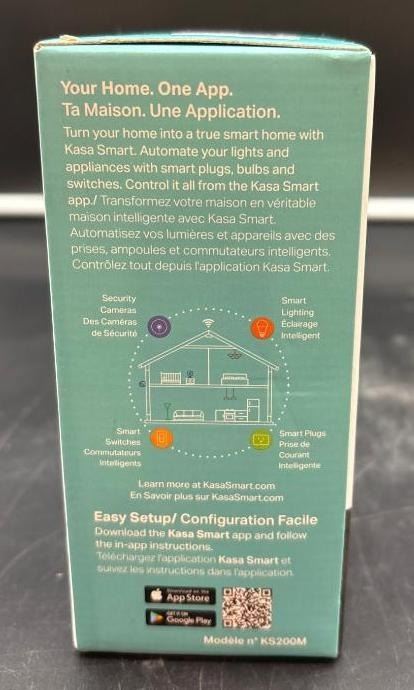 Your Home. One App.
Ta Maison. Une Application.
Turn your home into a true smart home with
Kasa Smart. Automate your lights and
appliances with smart plugs, bulbs and
switches. Control it all from the Kasa Smart
app./ Transformez votre maison en véritable
maison intelligente avec Kasa Smart.
Automatisez vos lumières et appareils avec des
prises, ampoules et commutateurs intelligents.
Contrôlez tout depuis l'application Kasa Smart.
Security
Cameras
Des Caméras
de Sécurité
Smart
Lighting
Éclairage
Intelligent
Smart
Switches
Commutateurs
Intelligents
Smart Plugs
Prise de
Courant
Intelligente
Learn more at KasaSmart.com
En Savoir plus sur KasaSmart.com
Easy Setup/ Configuration Facile
Download the Kasa Smart app and follow
the in-app instructions.
Téléchargez l'application Kasa Smart et
suivez les instructions dans l'application.
Download on the
App Store
GET IT ON
Google Play
Modèle n° KS200M